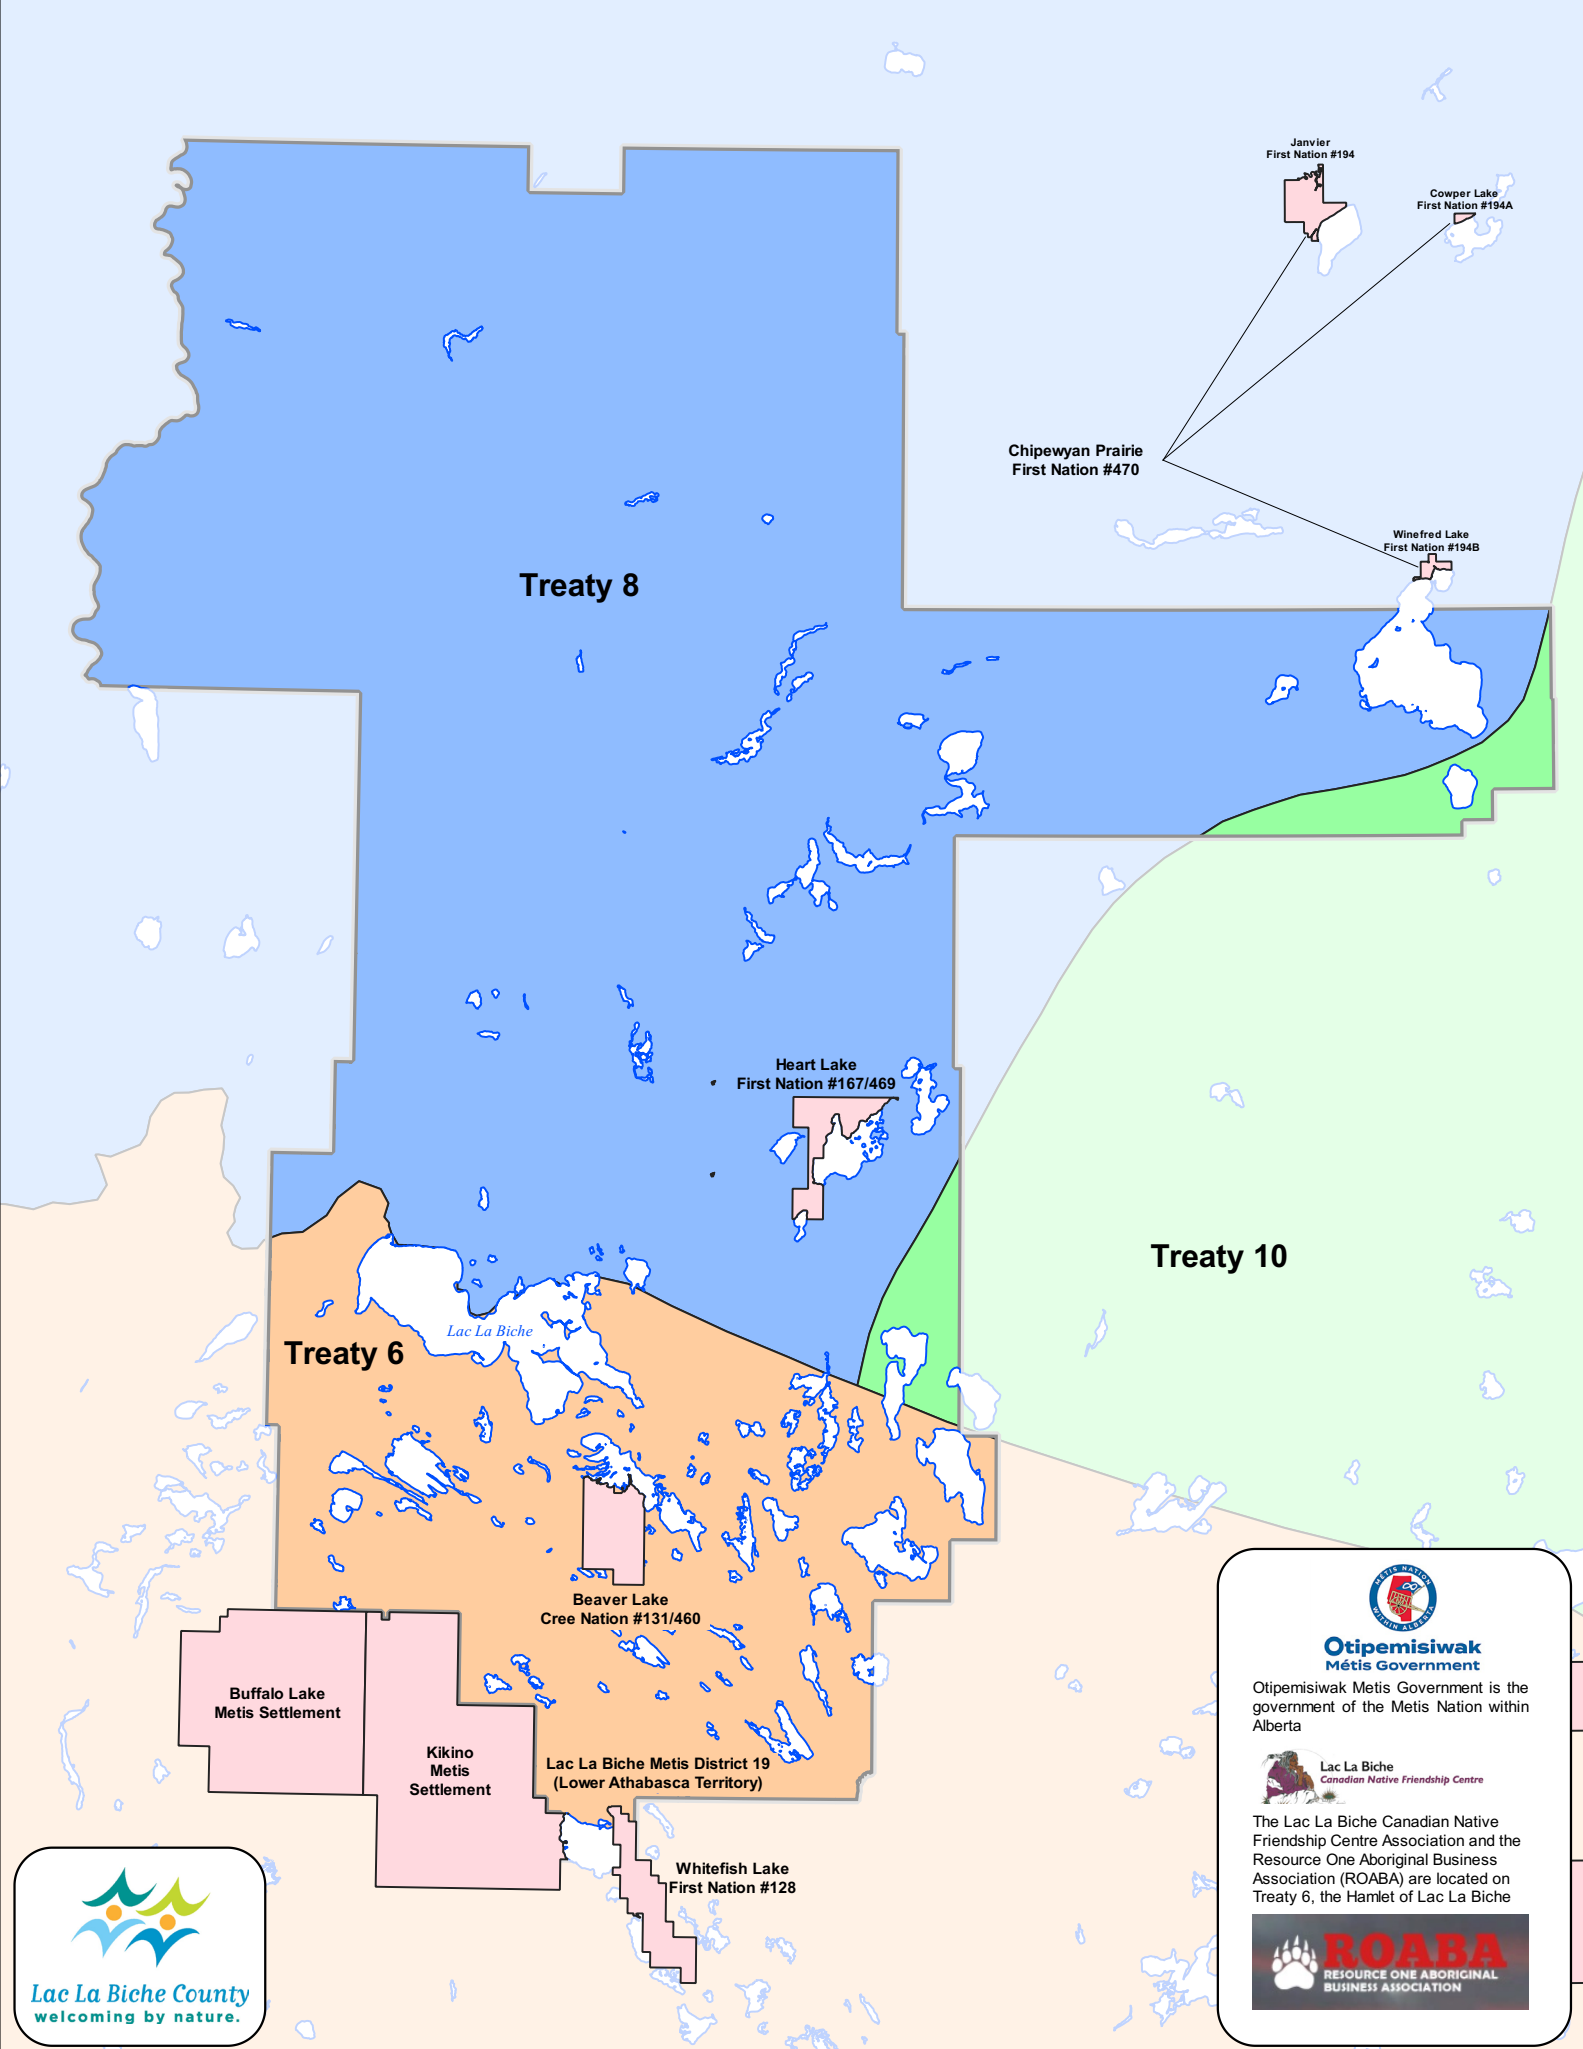 Janvier
First Nation #194
Cowper Lake
First Nation #194A
Chipewyan Prairie
First Nation #470
Winefred Lake
First Nation #194B
Treaty 8
Heart Lake
First Nation #167/469
Treaty 10
Lac La Biche
Treaty 6
Beaver Lake
Cree Nation #131/460
Buffalo Lake
Metis Settlement
Kikino
Metis
Settlement
Lac La Biche Metis District 19
(Lower Athabasca Territory)
Whitefish Lake
First Nation #128
Lac La Biche County
welcoming by nature.
MÉTIS NATION
WITHIN ALBERTA
Otipemisiwak
Métis Government
Otipemisiwak Metis Government is the
government of the Metis Nation within
Alberta
Lac La Biche
Canadian Native Friendship Centre
The Lac La Biche Canadian Native
Friendship Centre Association and the
Resource One Aboriginal Business
Association (ROABA) are located on
Treaty 6, the Hamlet of Lac La Biche
ROABA
RESOURCE ONE ABORIGINAL
BUSINESS ASSOCIATION